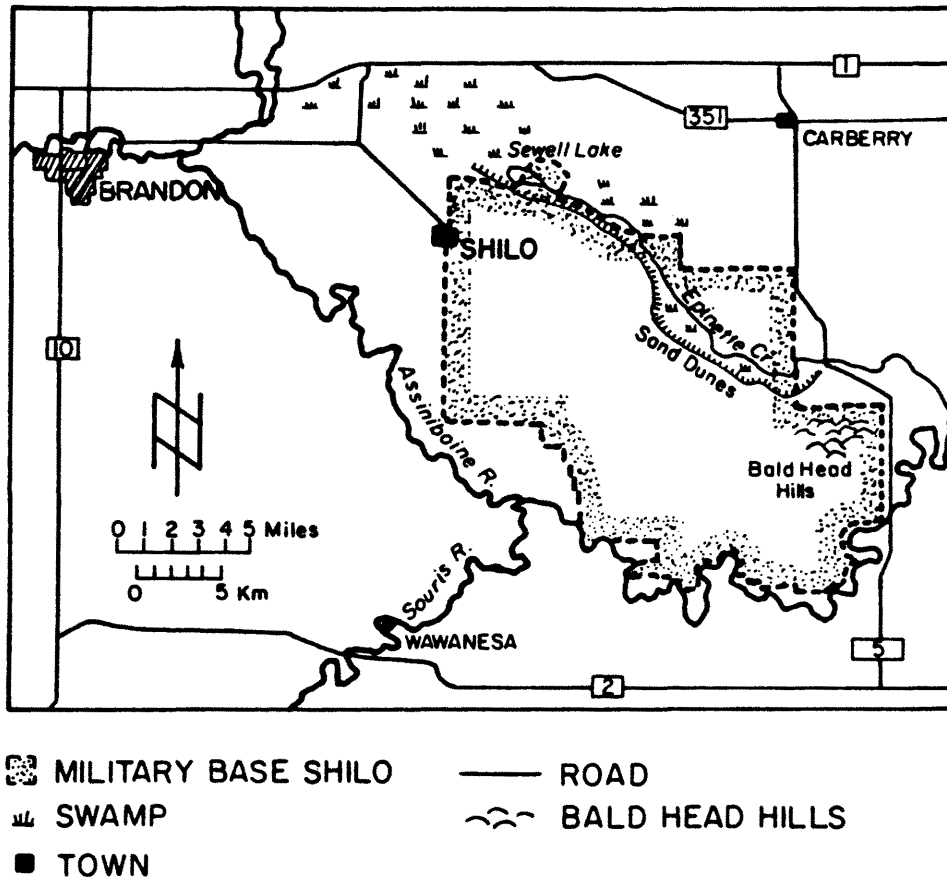 1
351
CARBERRY
Sewell Lake
BRANDON
SHILO
Epinette Cr.
10
Sand Dunes
Assiniboine R.
Bald Head
Hills
0 1 2 3 4 5 Miles
0 5 Km
Souris R.
WAWANESA
5
2
MILITARY BASE SHILO
ROAD
SWAMP
BALD HEAD HILLS
TOWN